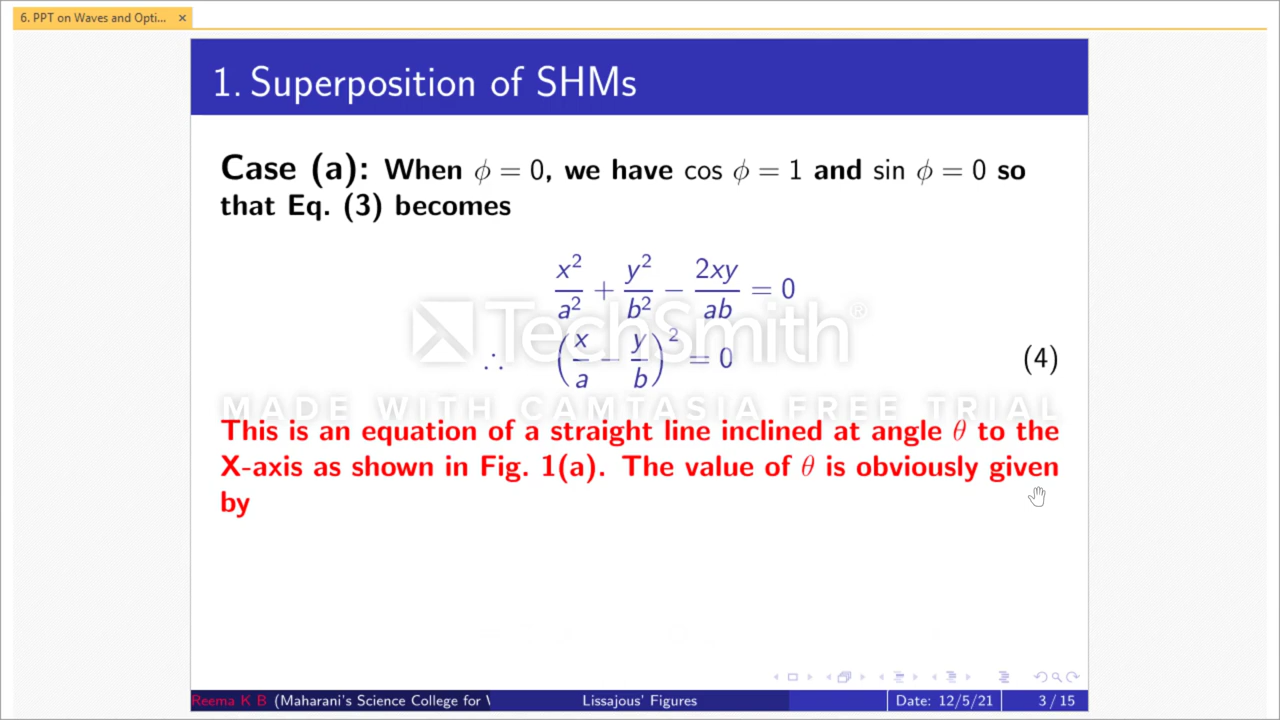 6. PPT on Waves and Opti... ×
1. Superposition of SHMs
Case (a): When ϕ = 0, we have cos ϕ = 1 and sin ϕ = 0 so
that Eq. (3) becomes
x²/a² + y²/b² − 2xy/ab = 0
∴ (x/a − y/b)² = 0 (4)
TechSmith®
MADE WITH CAMTASIA FREE TRIAL
This is an equation of a straight line inclined at angle θ to the
X-axis as shown in Fig. 1(a). The value of θ is obviously given
by
Reema K B (Maharani's Science College for W Lissajous' Figures Date: 12/5/21 3 / 15